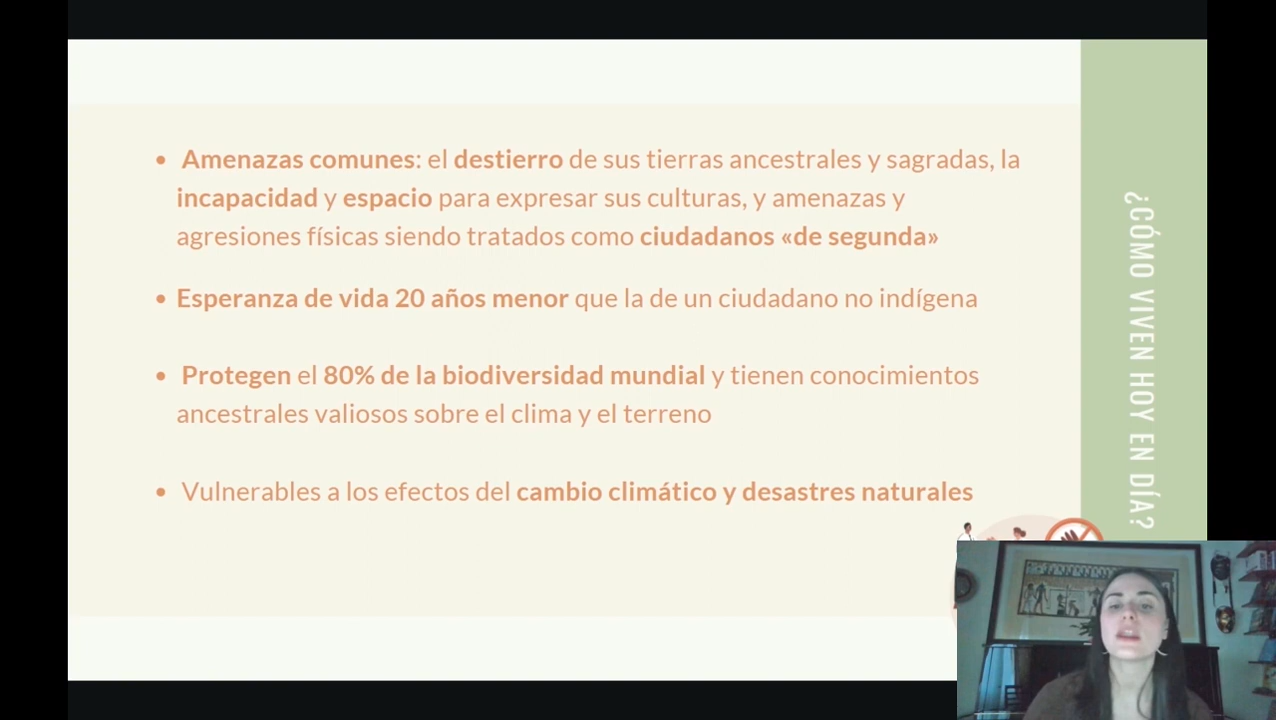 • Amenazas comunes: el destierro de sus tierras ancestrales y sagradas, la
incapacidad y espacio para expresar sus culturas, y amenazas y
agresiones físicas siendo tratados como ciudadanos «de segunda»
• Esperanza de vida 20 años menor que la de un ciudadano no indígena
• Protegen el 80% de la biodiversidad mundial y tienen conocimientos
ancestrales valiosos sobre el clima y el terreno
• Vulnerables a los efectos del cambio climático y desastres naturales
¿CÓMO VIVEN HOY EN DÍA?